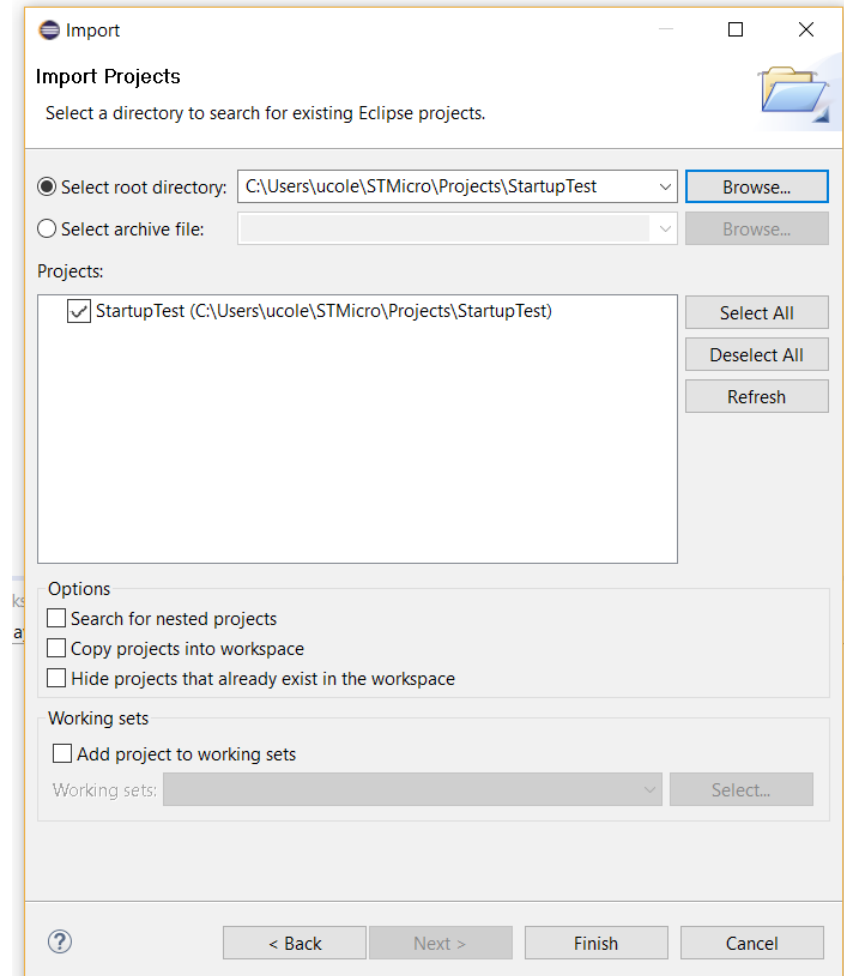 Import
Import Projects
Select a directory to search for existing Eclipse projects.
Select root directory: C:\Users\ucole\STMicro\Projects\StartupTest Browse...
Select archive file: Browse...
Projects:
StartupTest (C:\Users\ucole\STMicro\Projects\StartupTest) Select All
Deselect All
Refresh
Options
Search for nested projects
Copy projects into workspace
Hide projects that already exist in the workspace
Working sets
Add project to working sets
Working sets: Select...
? < Back Next > Finish Cancel